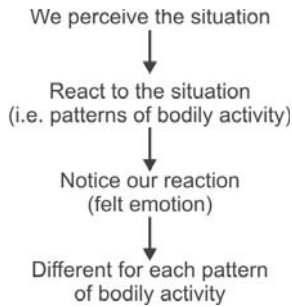 We perceive the situation
React to the situation
(i.e. patterns of bodily activity)
Notice our reaction
(felt emotion)
Different for each pattern
of bodily activity